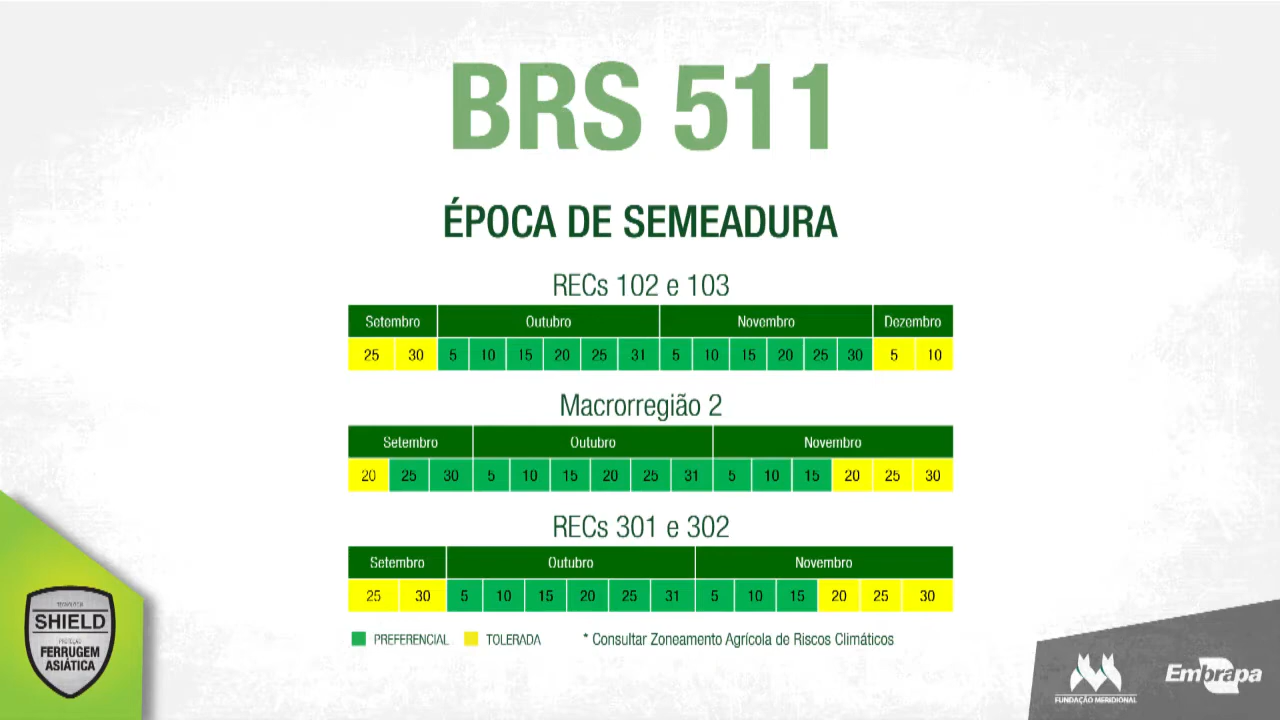 BRS 511
ÉPOCA DE SEMEADURA
RECs 102 e 103
Setembro Outubro Novembro Dezembro
25 30 5 10 15 20 25 31 5 10 15 20 25 30 5 10
Macrorregião 2
Setembro Outubro Novembro
20 25 30 5 10 15 20 25 31 5 10 15 20 25 30
RECs 301 e 302
Setembro Outubro Novembro
25 30 5 10 15 20 25 31 5 10 15 20 25 30
PREFERENCIAL TOLERADA * Consultar Zoneamento Agrícola de Riscos Climáticos
SHIELD
FERRUGEM
ASIÁTICA
FUNDAÇÃO MERIDIONAL
Embrapa